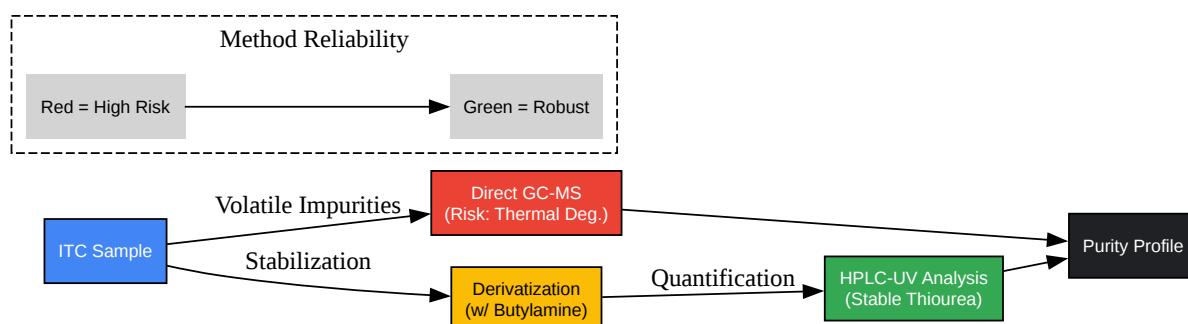 Method Reliability
Red = High Risk
Green = Robust
Volatile Impurities
Direct GC-MS
(Risk: Thermal Deg.)
ITC Sample
Stabilization
Derivatization
(w/ Butylamine)
Quantification
HPLC-UV Analysis
(Stable Thiourea)
Purity Profile